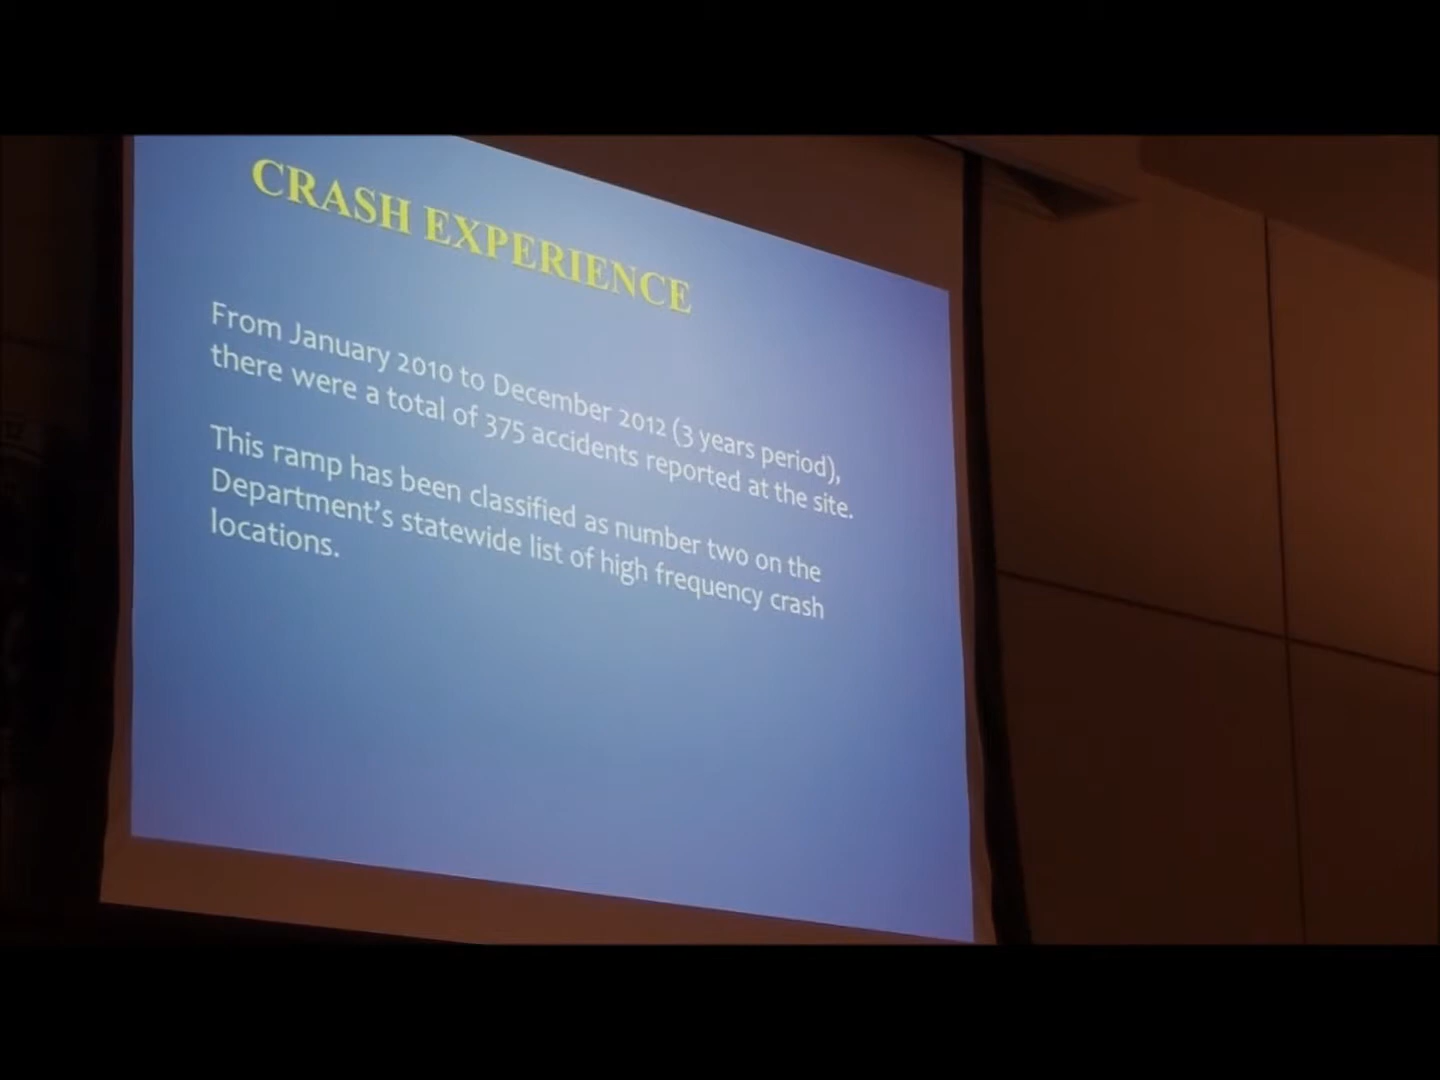 CRASH EXPERIENCE
From January 2010 to December 2012 (3 years period),
there were a total of 375 accidents reported at the site.
This ramp has been classified as number two on the
Department's statewide list of high frequency crash
locations.